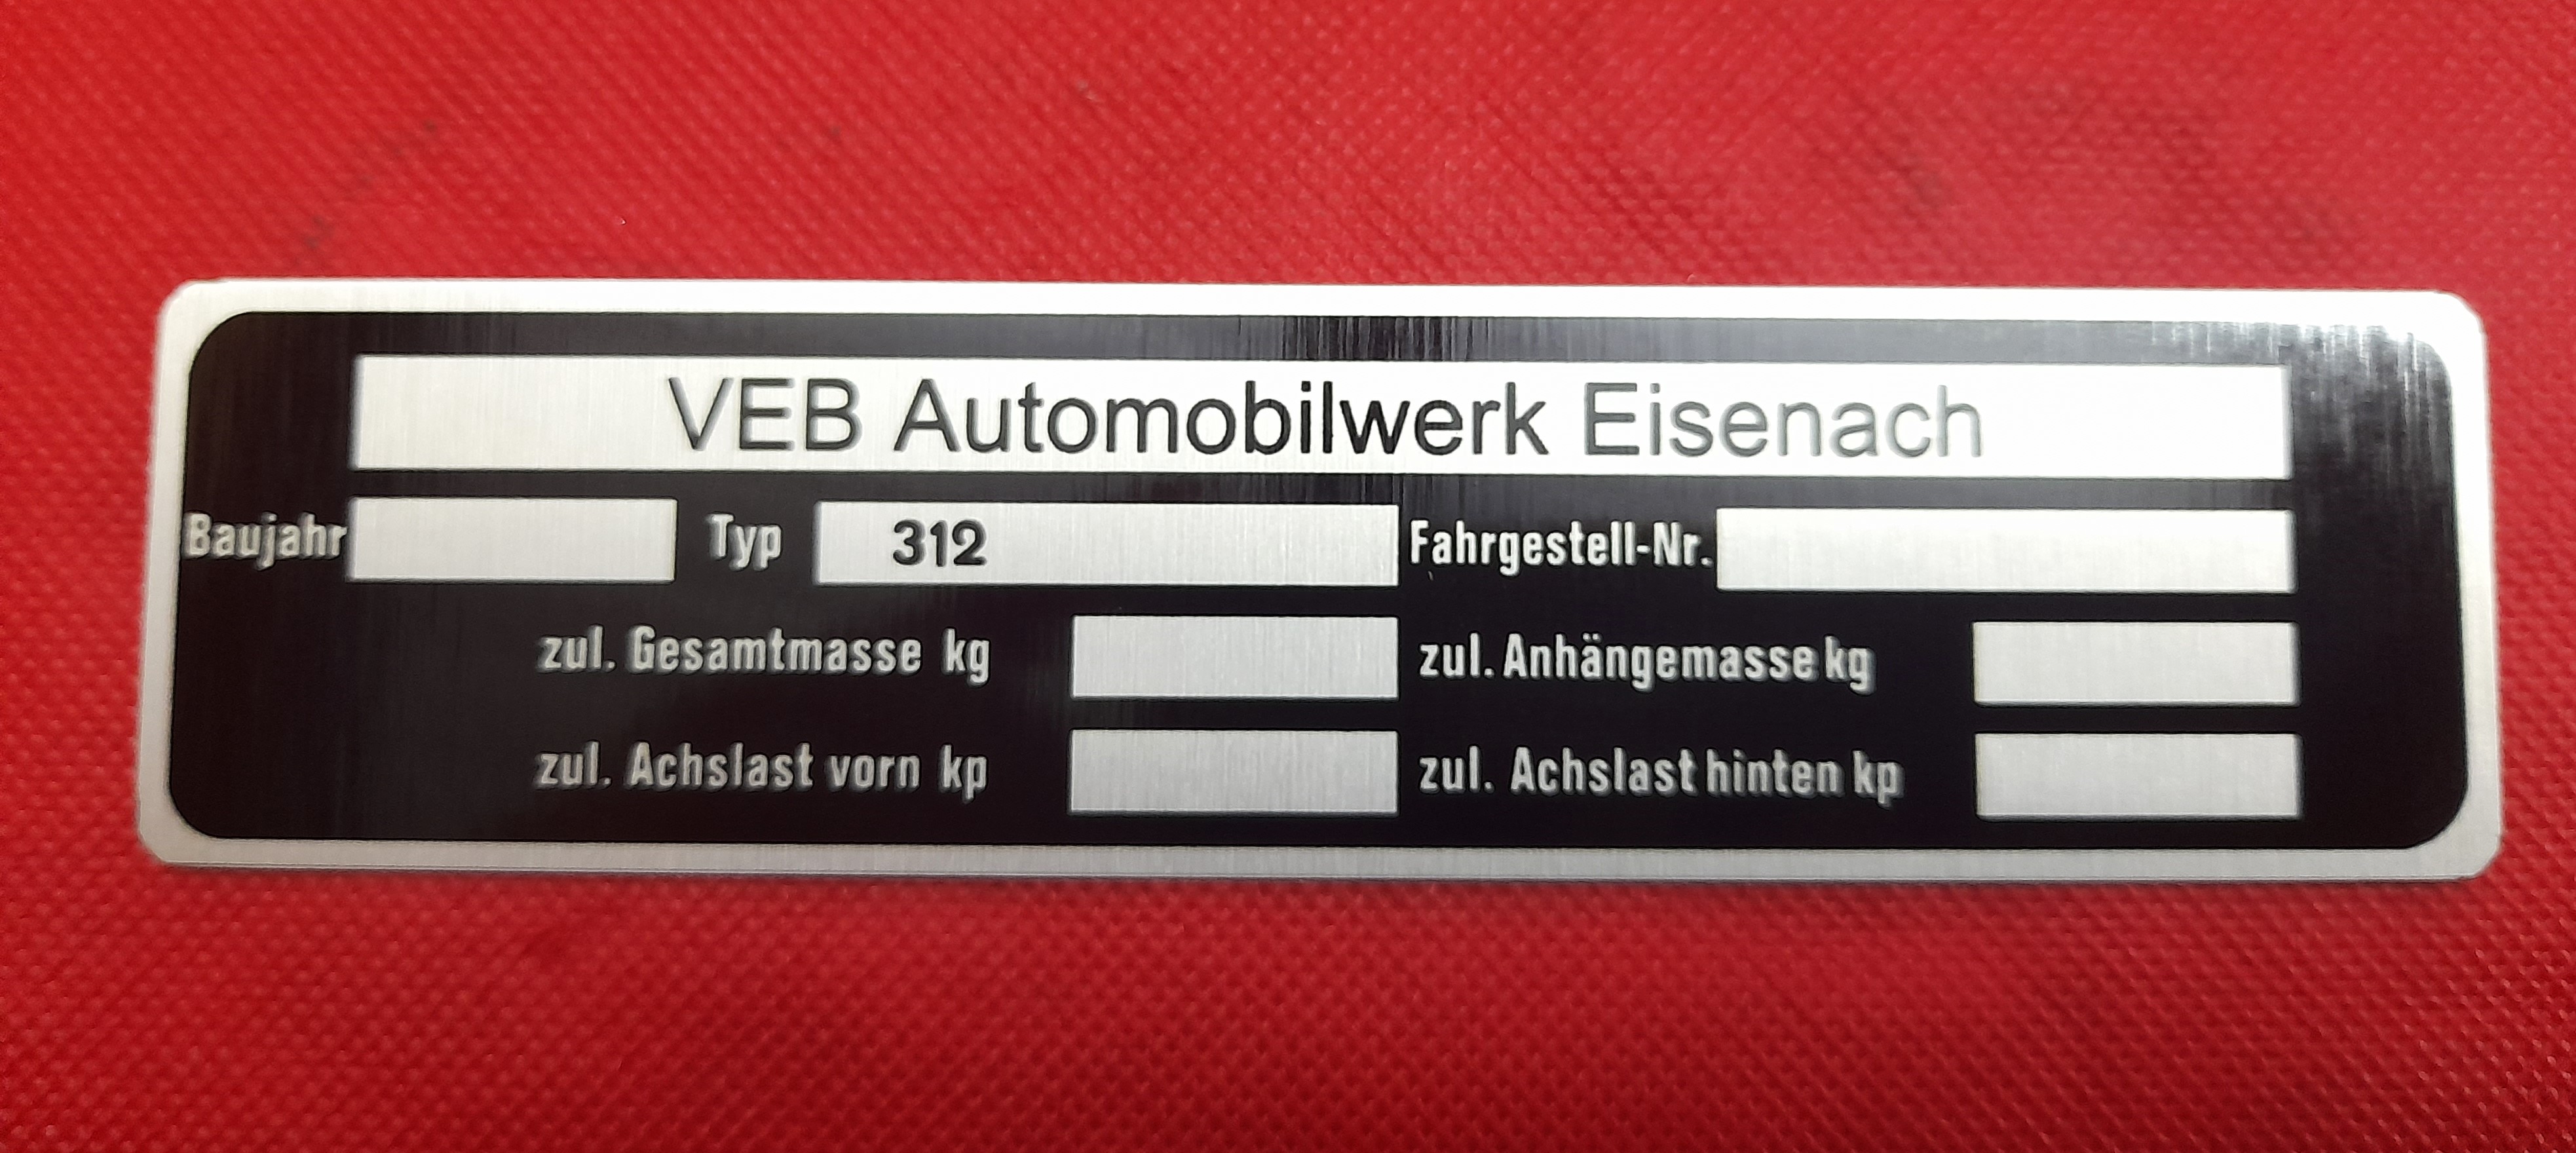 VEB Automobilwerk Eisenach
Baujahr Typ 312 Fahrgestell-Nr.
zul. Gesamtmasse kg zul. Anhängemasse kg
zul. Achslast vorn kp zul. Achslast hinten kp